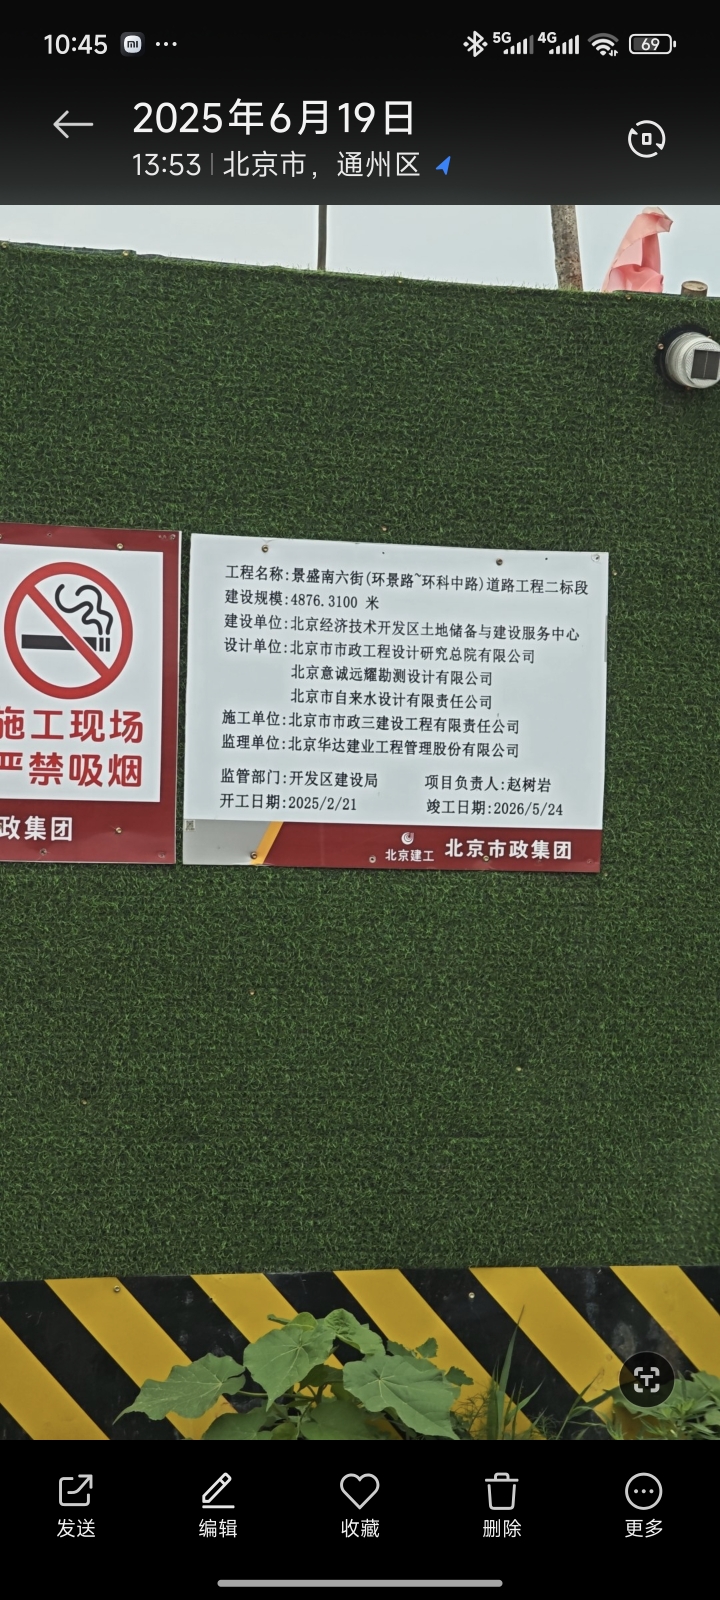 10:45
5G
4G
69
2025年6月19日
13:53 | 北京市，通州区
施工现场
严禁吸烟
政集团
工程名称:景盛南六街(环景路~环科中路)道路工程二标段
建设规模:4876.3100 米
建设单位:北京经济技术开发区土地储备与建设服务中心
设计单位:北京市市政工程设计研究总院有限公司
北京意诚远耀勘测设计有限公司
北京市自来水设计有限责任公司
施工单位:北京市市政三建设工程有限责任公司
监理单位:北京华达建业工程管理股份有限公司
监管部门:开发区建设局 项目负责人:赵树岩
开工日期:2025/2/21 竣工日期:2026/5/24
北京建工 北京市政集团
发送 编辑 收藏 删除 更多